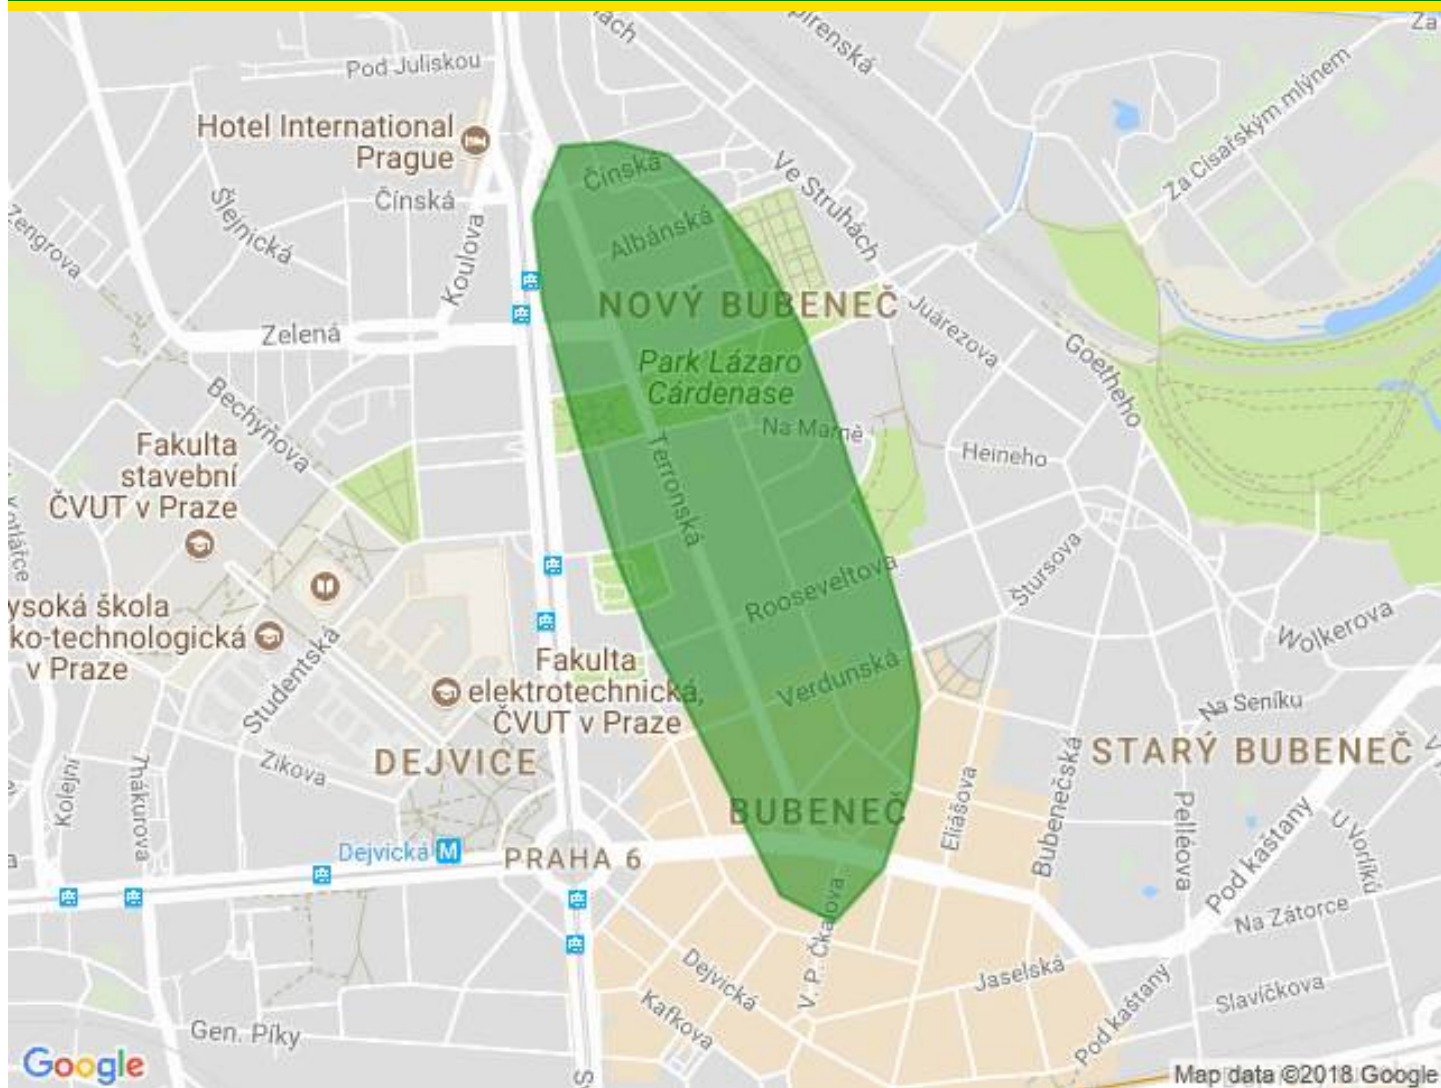 Za
Pod Juliskou
Hotel International
Prague
Čínská
Čínská
Ve Struhách
Za Císařským mlýnem
Šlejnická
Zengrova
Koulova
Albánská
NOVÝ BUBENEČ
Juárezova
Zelená
Goetheho
Park Lázaro
Cárdenase
Bechyňova
Na Marně
Terronská
Heineho
Fakulta
stavební
ČVUT v Praze
Rooseveltova
Štursova
ysoká škola
ko-technologická
v Praze
Studentská
Wolkerova
Fakulta
elektrotechnická,
ČVUT v Praze
Verdunská
Na Seníku
DEJVICE
Zikova
STARÝ BUBENEČ
Kolejní
Thákurova
BUBENEČ
Eliášova
Bubenečská
Pelléova
Pod kaštany
U Vorlíků
Dejvická M
PRAHA 6
Na Zátorce
V. P. Čkalova
Dejvická
Jaselská
Pod kaštany
Slavíčkova
Kafkova
Gen. Píky
Google
Map data ©2018 Google